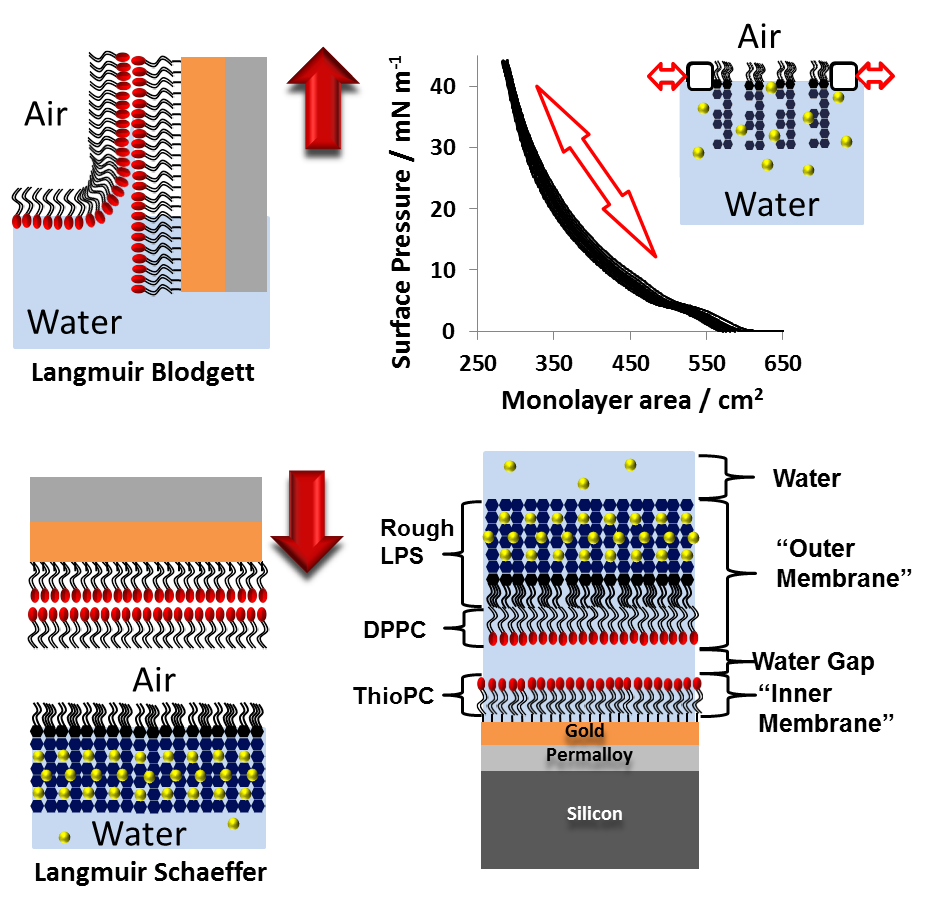 Air
Water
Langmuir Blodgett
Surface Pressure / mN m⁻¹
40
30
20
10
0
250
350
450
550
650
Monolayer area / cm²
Air
Water
Air
Water
Langmuir Schaeffer
Rough
LPS
DPPC
ThioPC
Water
“Outer
Membrane”
Water Gap
“Inner
Membrane”
Gold
Permalloy
Silicon